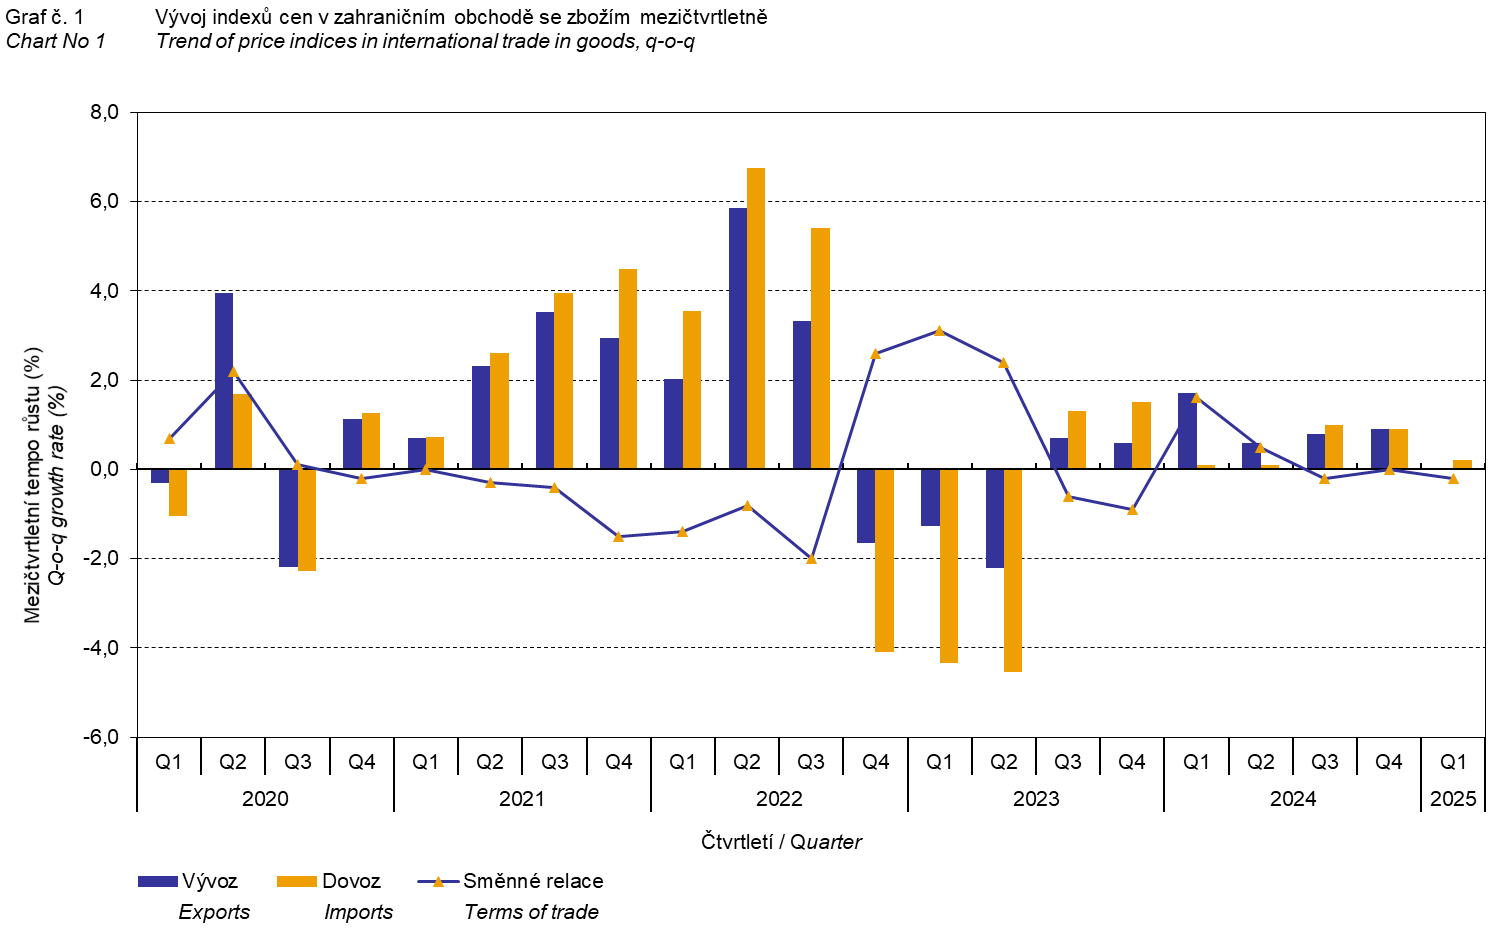 Graf č. 1 Vývoj indexů cen v zahraničním obchodě se zbožím mezičtvrtletně
Chart No 1 Trend of price indices in international trade in goods, q-o-q
Mezičtvrtletní tempo růstu (%)
Q-o-q growth rate (%)
8,0
6,0
4,0
2,0
0,0
-2,0
-4,0
-6,0
Q1 Q2 Q3 Q4 Q1 Q2 Q3 Q4 Q1 Q2 Q3 Q4 Q1 Q2 Q3 Q4 Q1 Q2 Q3 Q4 Q1
2020 2021 2022 2023 2024 2025
Čtvrtletí / Quarter
Vývoz Dovoz Směnné relace
Exports Imports Terms of trade